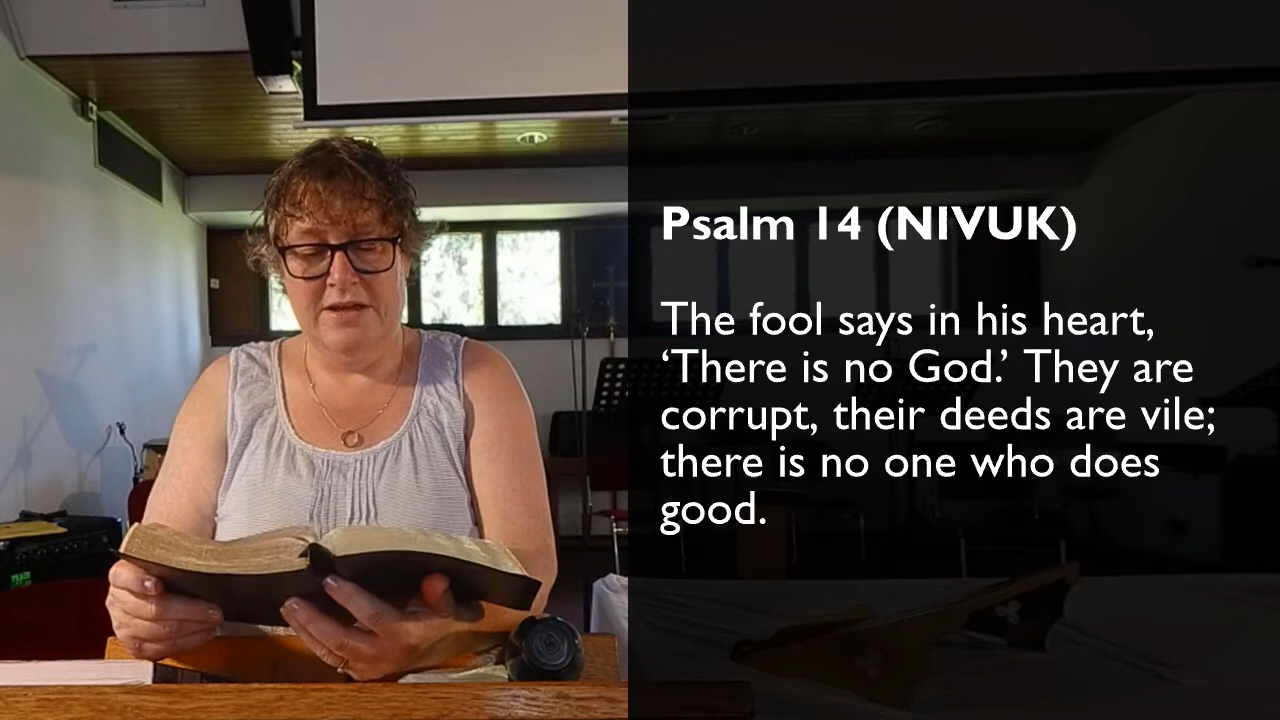 Psalm 14 (NIVUK)
The fool says in his heart,
‘There is no God.’ They are
corrupt, their deeds are vile;
there is no one who does
good.